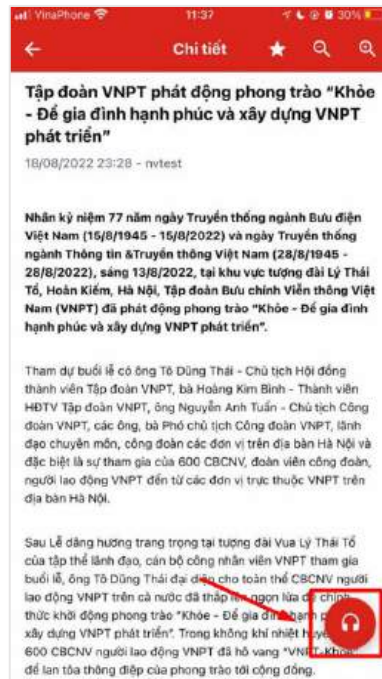 VinaPhone 11:37 30%
Chi tiết
Tập đoàn VNPT phát động phong trào “Khỏe
- Để gia đình hạnh phúc và xây dựng VNPT
phát triển”
18/08/2022 23:28 - nvtest
Nhân kỷ niệm 77 năm ngày Truyền thống ngành Bưu điện
Việt Nam (15/8/1945 - 15/8/2022) và ngày Truyền thống
ngành Thông tin &Truyền thông Việt Nam (28/8/1945 -
28/8/2022), sáng 13/8/2022, tại khu vực tượng đài Lý Thái
Tổ, Hoàn Kiếm, Hà Nội, Tập đoàn Bưu chính Viễn thông Việt
Nam (VNPT) đã phát động phong trào “Khỏe - Để gia đình
hạnh phúc và xây dựng VNPT phát triển”.
Tham dự buổi lễ có ông Tô Dũng Thái - Chủ tịch Hội đồng
thành viên Tập đoàn VNPT, bà Hoàng Kim Bình - Thành viên
HĐTV Tập đoàn VNPT, ông Nguyễn Anh Tuấn - Chủ tịch Công
đoàn VNPT, các ông, bà Phó chủ tịch Công đoàn VNPT, lãnh
đạo chuyên môn, công đoàn các đơn vị trên địa bàn Hà Nội và
đặc biệt là sự tham gia của 600 CBCNV, đoàn viên công đoàn,
người lao động VNPT đến từ các đơn vị trực thuộc VNPT trên
địa bàn Hà Nội.
Sau Lễ dâng hương trang trọng tại tượng đài Vua Lý Thái Tổ
của tập thể lãnh đạo, cán bộ công nhân viên VNPT tham gia
buổi lễ, ông Tô Dũng Thái đại diện cho toàn thể CBCNV người
lao động VNPT trên cả nước đã thắp lên ngọn lửa để chính
thức khởi động phong trào “Khỏe - Để gia đình hạnh
xây dựng VNPT phát triển”. Trong không khí nhiệt huyết
600 CBCNV người lao động VNPT đã hô vang “VNPT-Khỏe”
để lan tỏa thông điệp của phong trào tới cộng đồng.